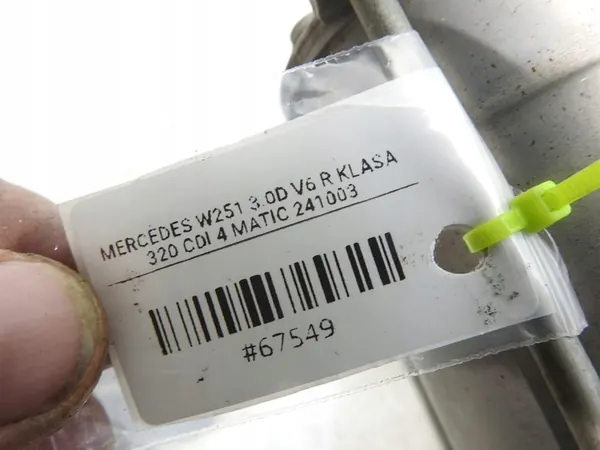 MERCEDES W251 3.0D V6 R KLASA
320 CDI 4 MATIC 241003
#67549